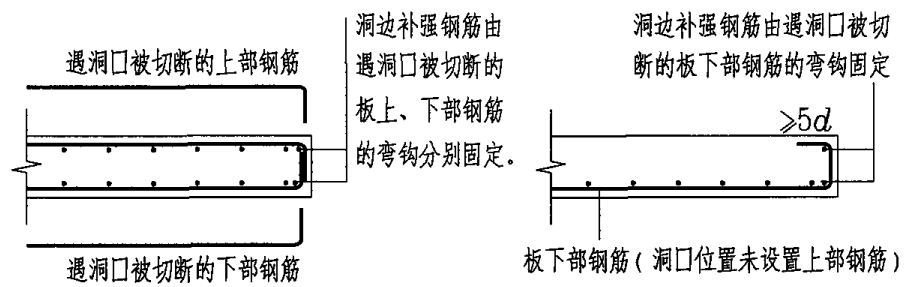 遇洞口被切断的上部钢筋
洞边补强钢筋由
遇洞口被切断的
板上、下部钢筋
的弯钩分别固定。
遇洞口被切断的下部钢筋
洞边补强钢筋由遇洞口被切
断的板下部钢筋的弯钩固定
≥5d
板下部钢筋(洞口位置未设置上部钢筋)